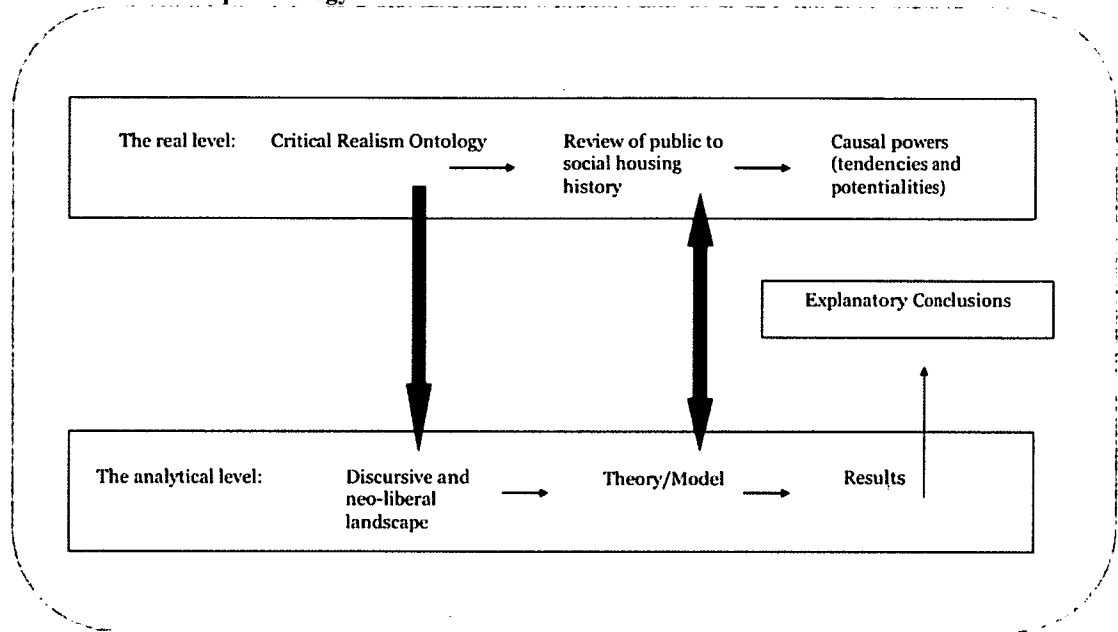 The real level:
Critical Realism Ontology
Review of public to
social housing
history
Causal powers
(tendencies and
potentialities)
Explanatory Conclusions
The analytical level:
Discursive and
neo-liberal
landscape
Theory/Model
Results